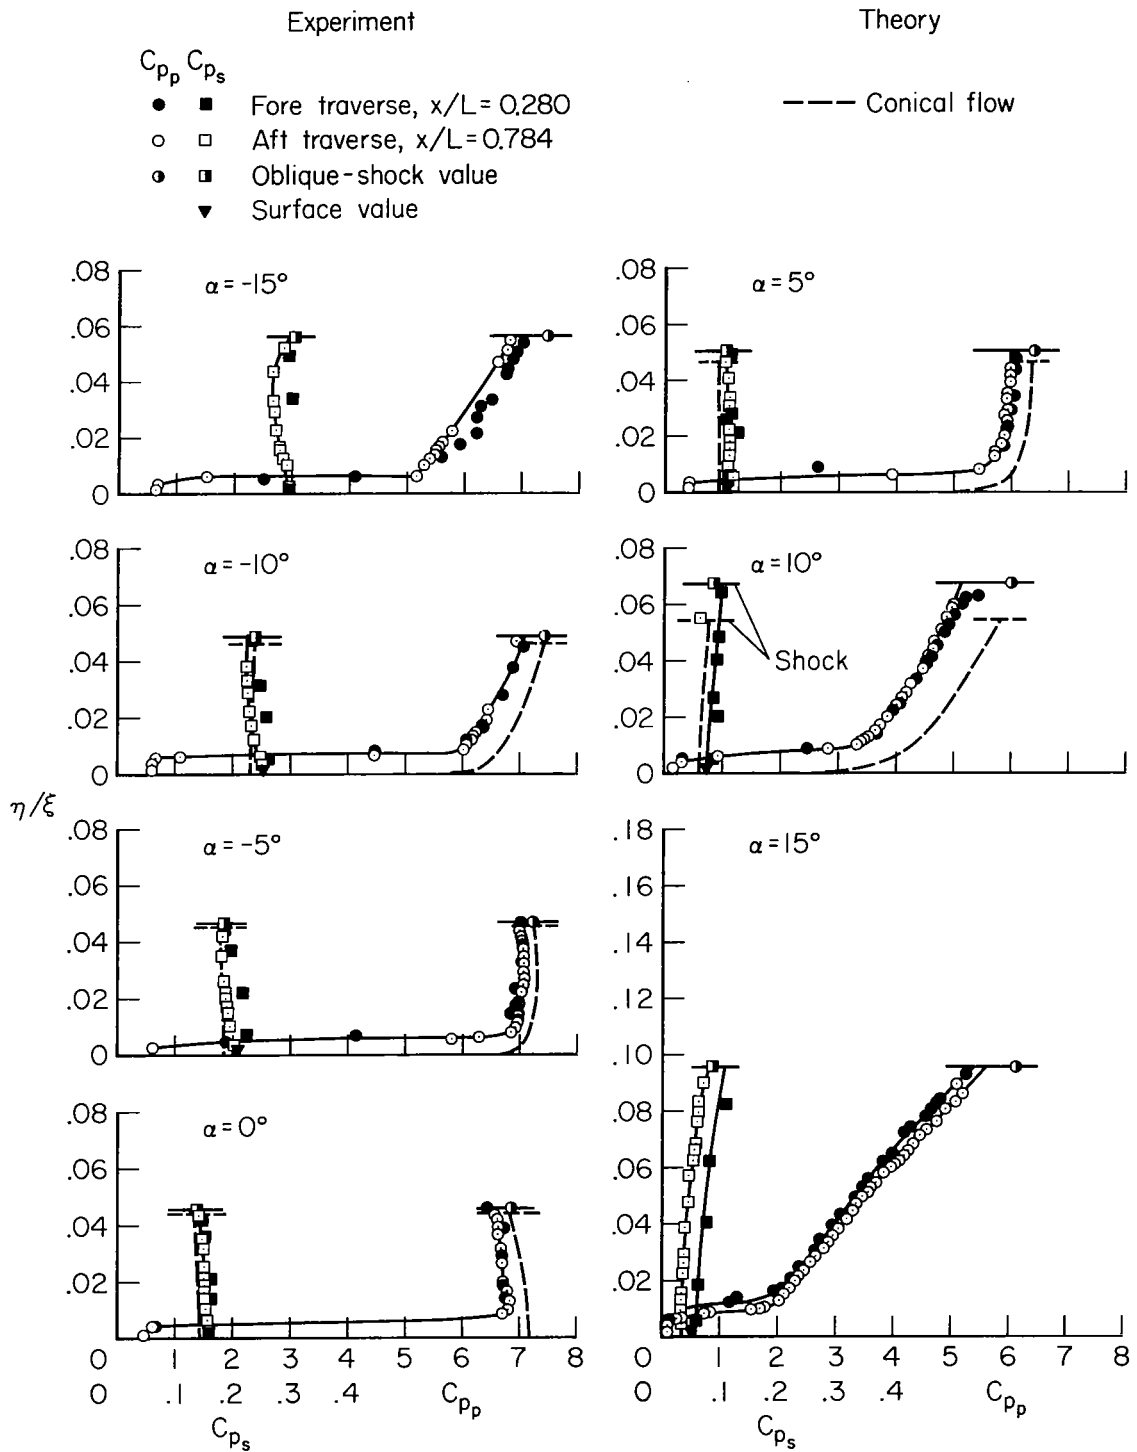 Experiment
Theory
Cpp Cps
Fore traverse, x/L = 0.280
Conical flow
Aft traverse, x/L = 0.784
Oblique-shock value
Surface value
.08
.06
.04
.02
0
α = -15°
.08
.06
.04
.02
0
α = 5°
.08
.06
.04
.02
0
α = -10°
.08
.06
.04
.02
0
α = 10°
Shock
η/ξ
.08
.06
.04
.02
0
α = -5°
.18
.16
.14
.12
.10
.08
.06
.04
.02
0
α = 15°
.08
.06
.04
.02
0
α = 0°
0 1 2 3 4 5 6 7 8
0 .1 .2 .3 .4 Cpp
Cps
0 1 2 3 4 5 6 7 8
0 .1 .2 .3 .4 Cpp
Cps